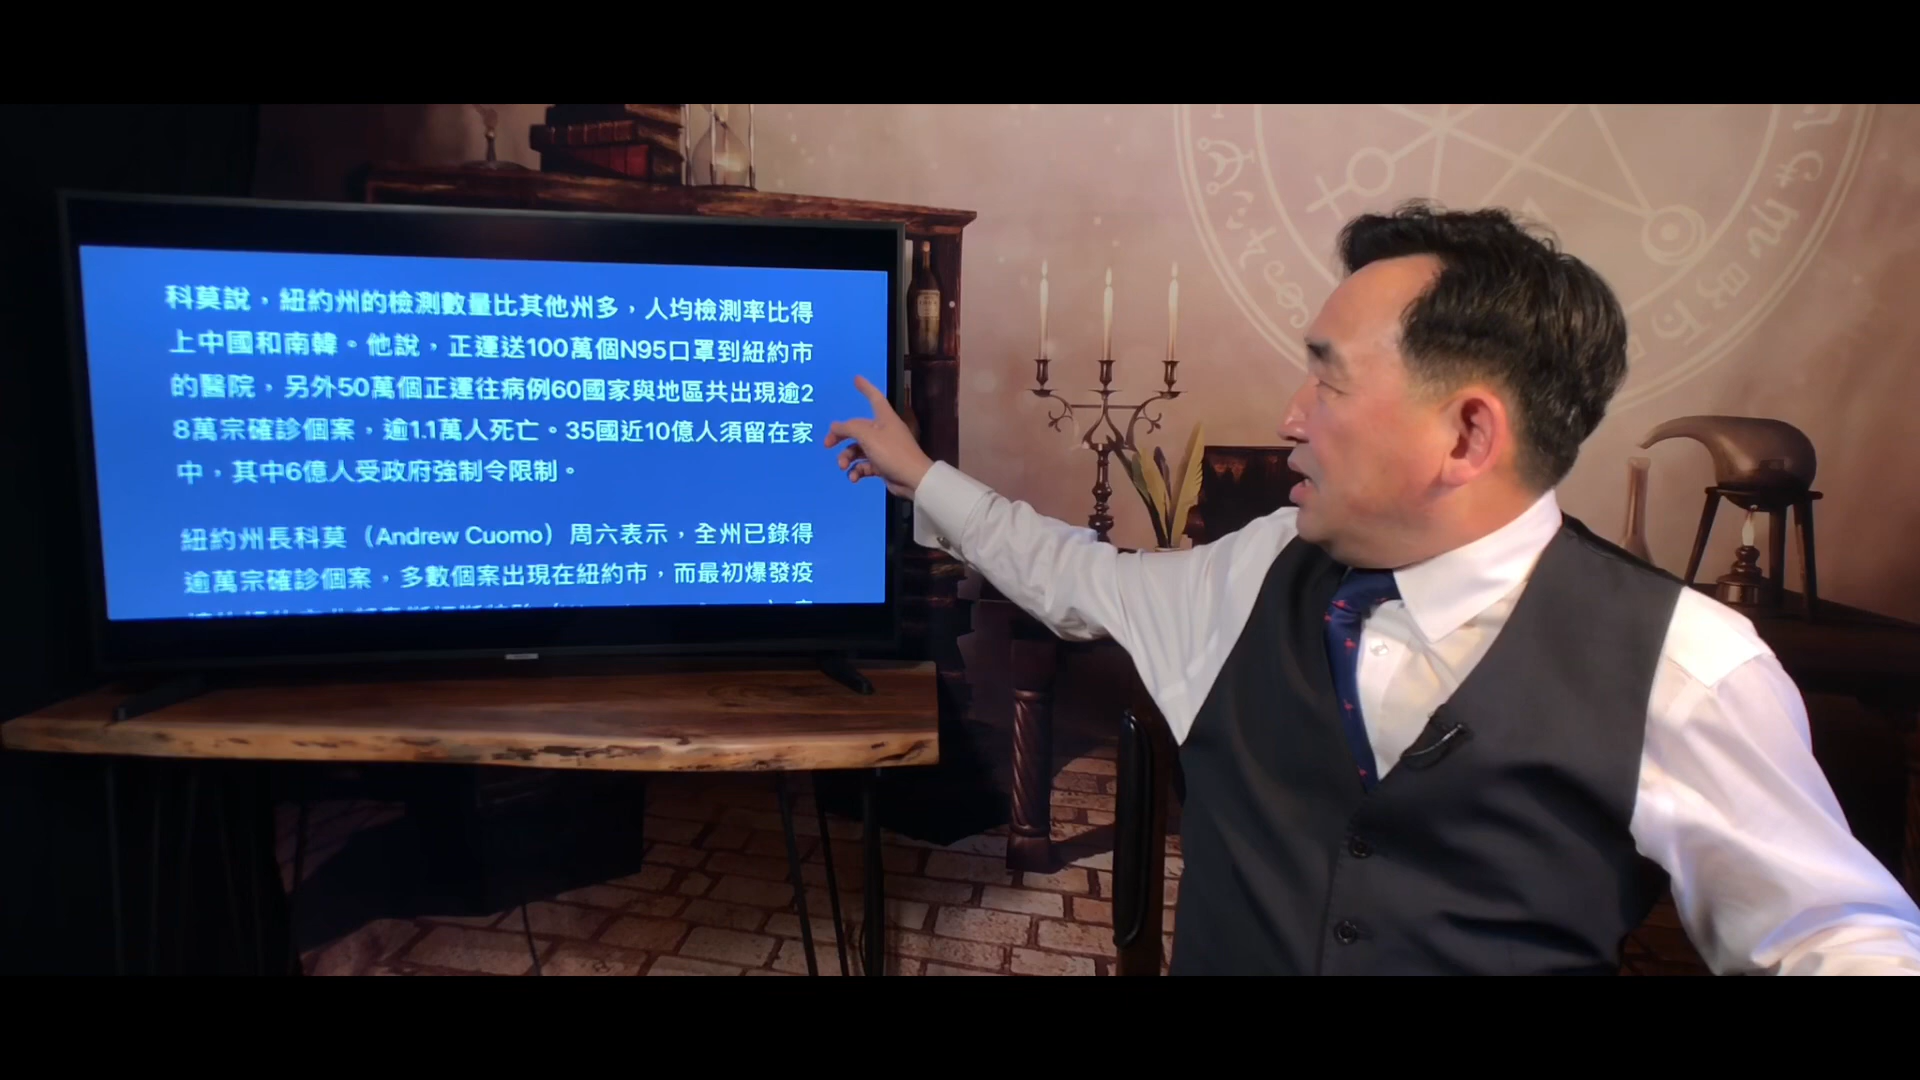 科莫說，紐約州的檢測數量比其他州多，人均檢測率比得
上中國和南韓。他說，正運送100萬個N95口罩到紐約市
的醫院，另外50萬個正運往病例60國家與地區共出現逾2
8萬宗確診個案，逾1.1萬人死亡。35國近10億人須留在家
中，其中6億人受政府強制令限制。
紐約州長科莫（Andrew Cuomo）周六表示，全州已錄得
逾萬宗確診個案，多數個案出現在紐約市，而最初爆發疫